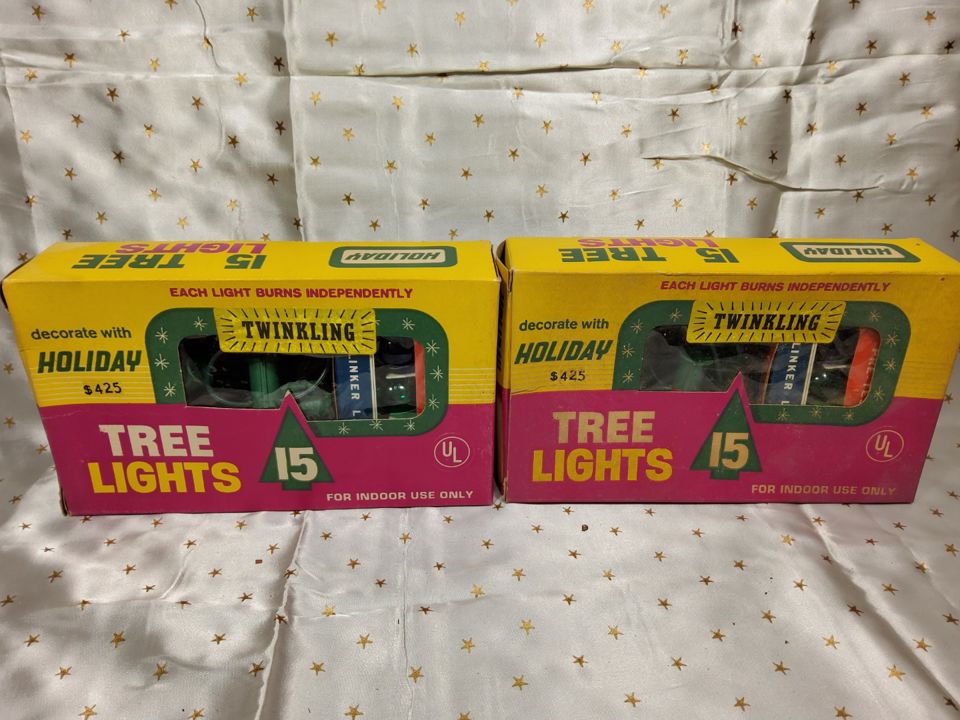 15 TREE
LIGHTS
HOLIDAY
EACH LIGHT BURNS INDEPENDENTLY
decorate with
HOLIDAY
$425
TWINKLING
LINKER L
TREE
LIGHTS
15
UL
FOR INDOOR USE ONLY
15 TREE
LIGHTS
HOLIDAY
EACH LIGHT BURNS INDEPENDENTLY
decorate with
HOLIDAY
$425
TWINKLING
LINKER L
TREE
LIGHTS
15
UL
FOR INDOOR USE ONLY